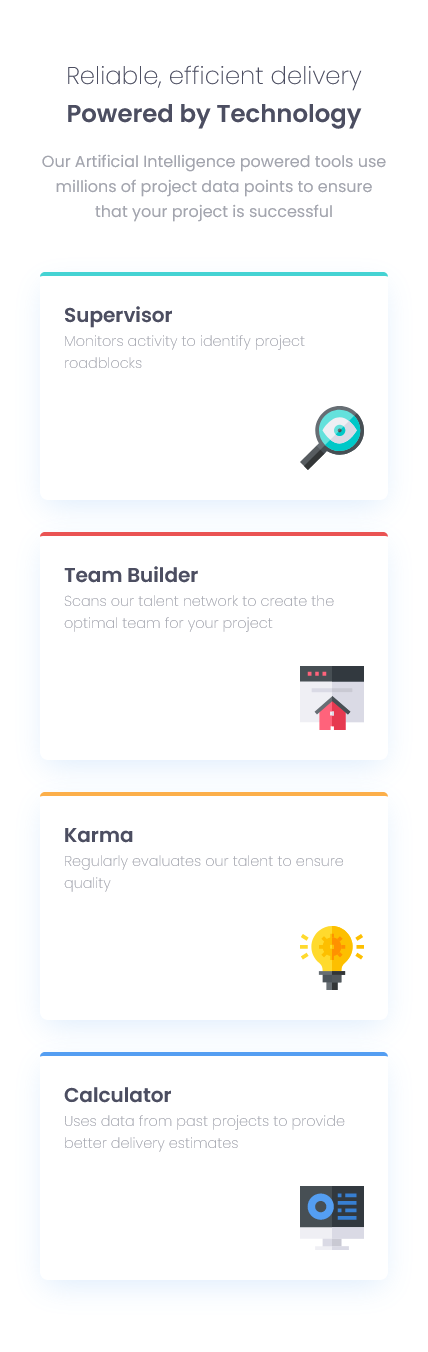 Reliable, efficient delivery
Powered by Technology
Our Artificial Intelligence powered tools use
millions of project data points to ensure
that your project is successful
Supervisor
Monitors activity to identify project
roadblocks
Team Builder
Scans our talent network to create the
optimal team for your project
Karma
Regularly evaluates our talent to ensure
quality
Calculator
Uses data from past projects to provide
better delivery estimates